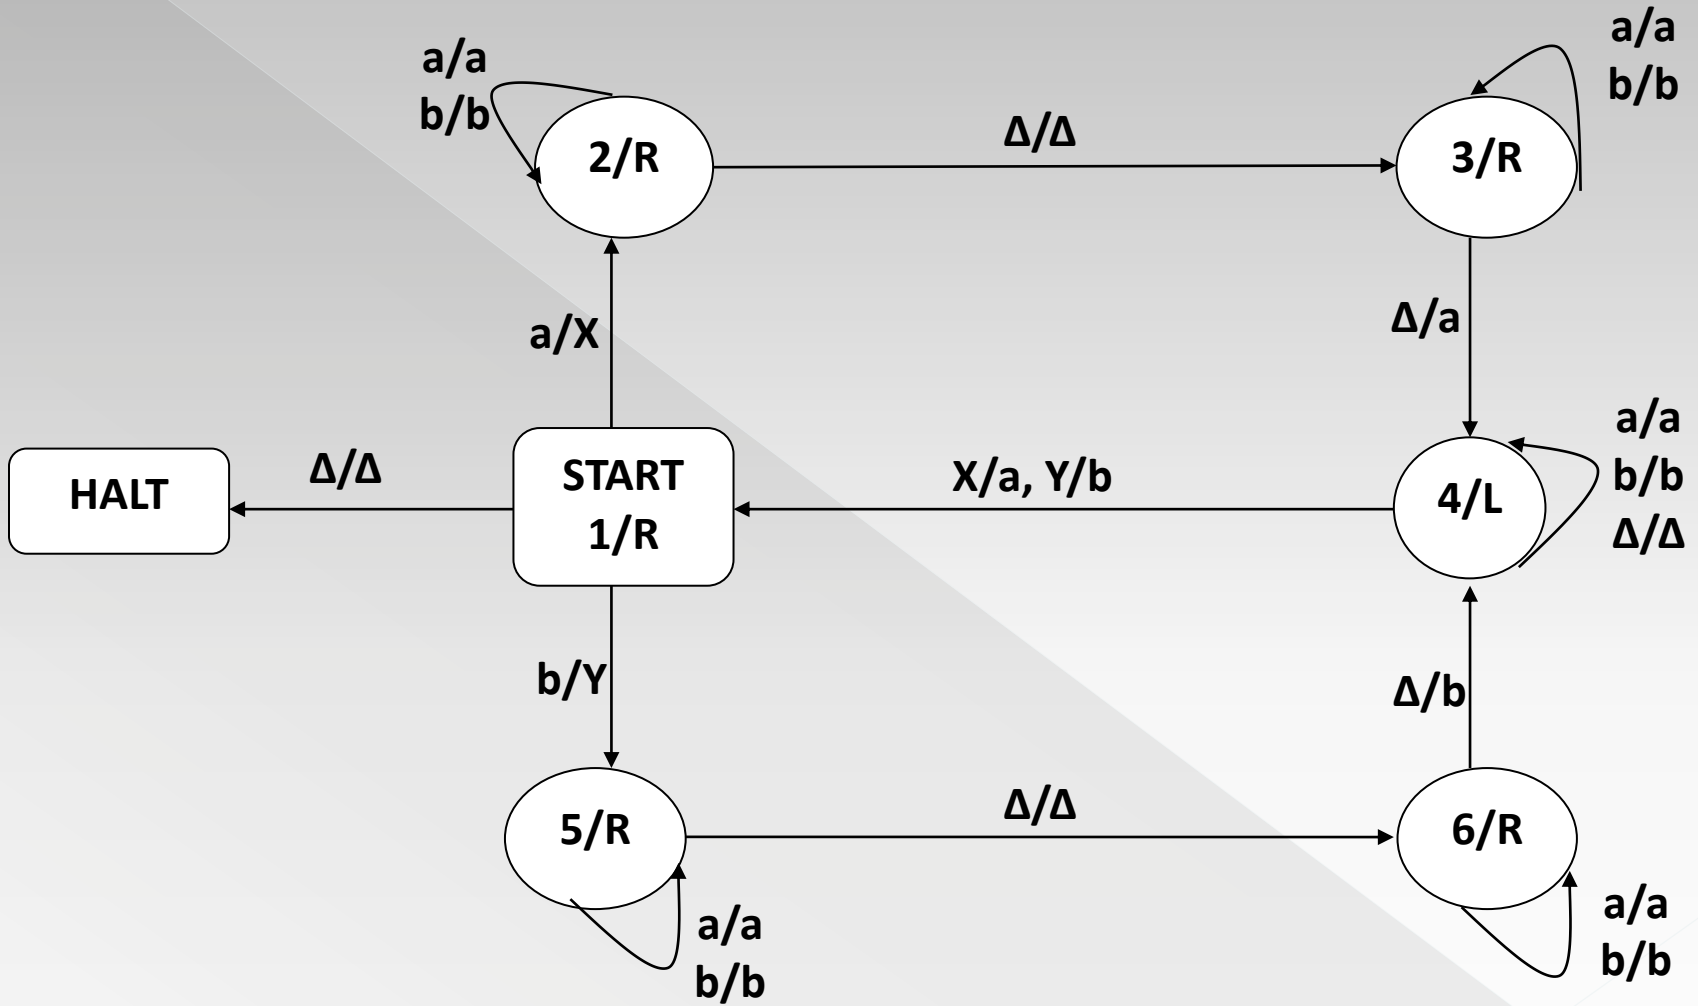 a/a
b/b
2/R
Δ/Δ
3/R
a/a
b/b
a/X
Δ/a
HALT
Δ/Δ
START
1/R
X/a, Y/b
4/L
a/a
b/b
Δ/Δ
b/Y
Δ/b
5/R
Δ/Δ
6/R
a/a
b/b
a/a
b/b